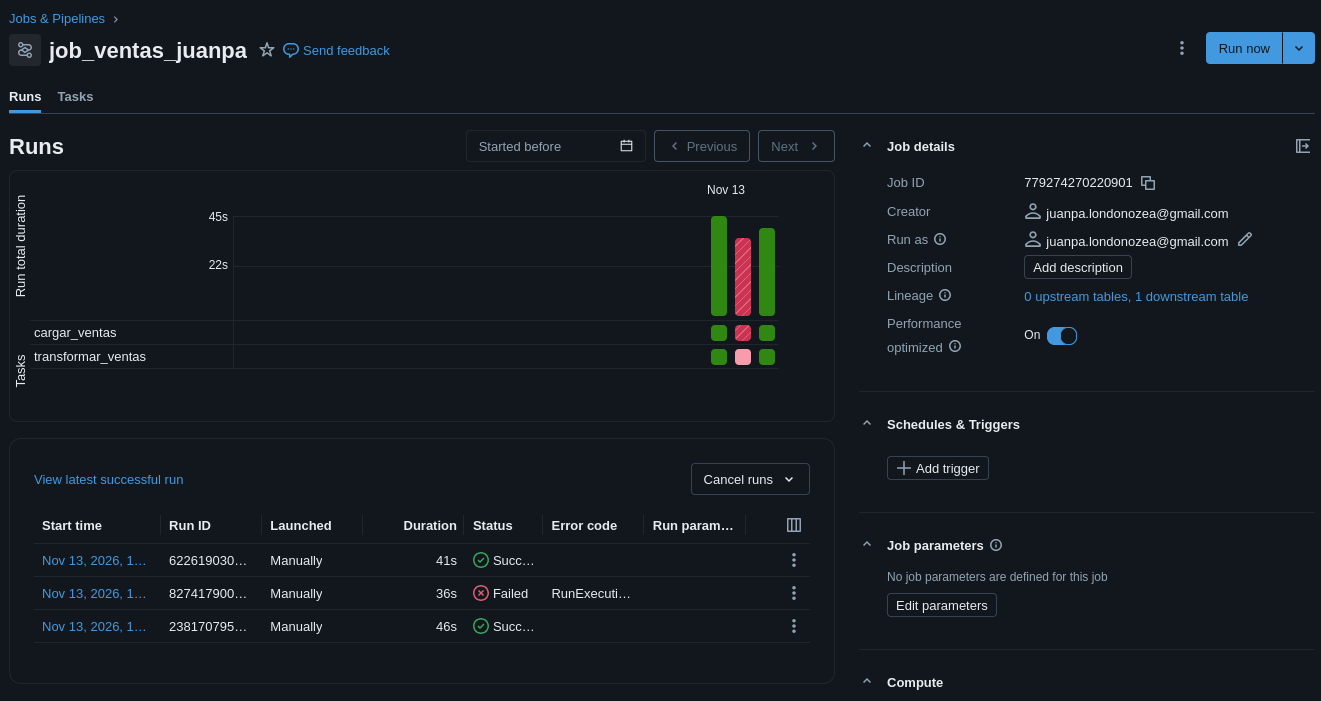 Jobs & Pipelines
job_ventas_juanpa
Send feedback
Run now
Runs
Tasks
Runs
Started before
Previous
Next
Run total duration
Nov 13
45s
22s
Tasks
cargar_ventas
transformar_ventas
View latest successful run
Cancel runs
Start time Run ID Launched Duration Status Error code Run param…
Nov 13, 2026, 1… 622619030… Manually 41s Succ…
Nov 13, 2026, 1… 827417900… Manually 36s Failed RunExecuti…
Nov 13, 2026, 1… 238170795… Manually 46s Succ…
Job details
Job ID 779274270220901
Creator juanpa.londonozea@gmail.com
Run as juanpa.londonozea@gmail.com
Description Add description
Lineage 0 upstream tables, 1 downstream table
Performance
optimized
On
Schedules & Triggers
Add trigger
Job parameters
No job parameters are defined for this job
Edit parameters
Compute